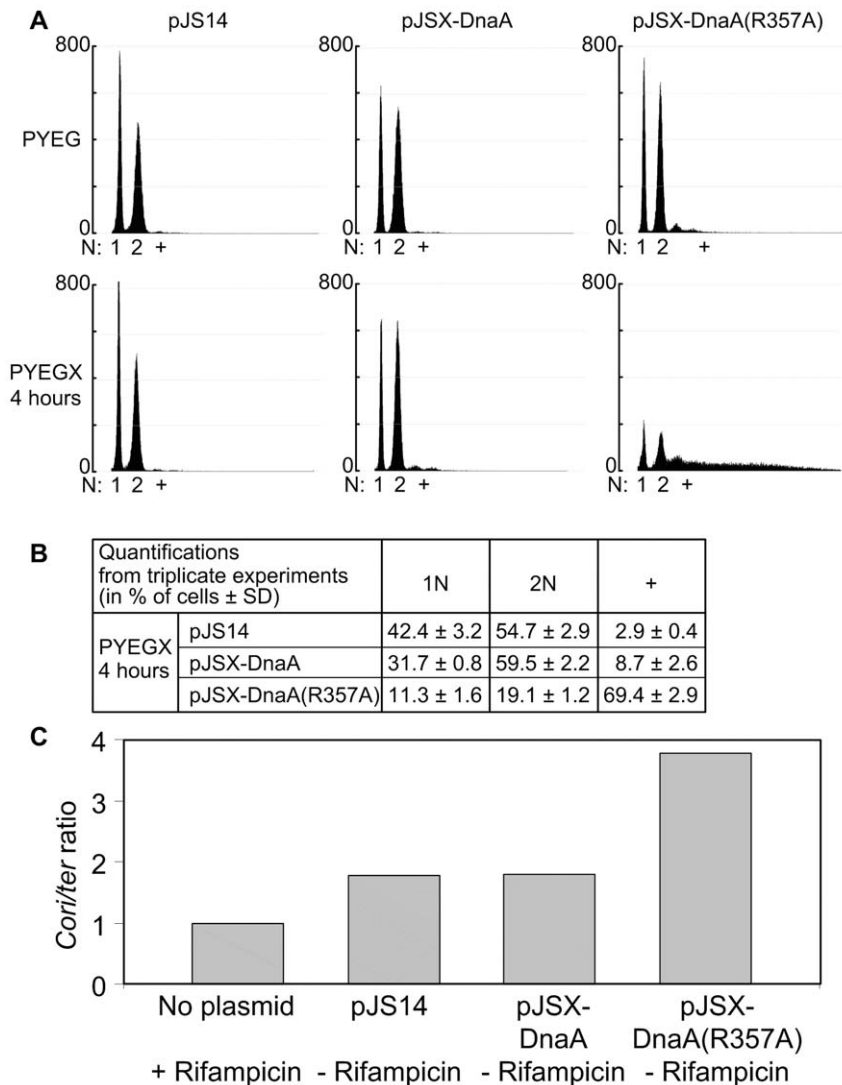 A
pJS14 pJSX-DnaA pJSX-DnaA(R357A)
800 800 800
PYEG
0 0 0
N: 1 2 + N: 1 2 + N: 1 2 +
800 800 800
PYEGX
4 hours
0 0 0
N: 1 2 + N: 1 2 + N: 1 2 +
B
Quantifications
from triplicate experiments
(in % of cells ± SD)
1N 2N +
PYEGX
4 hours
pJS14 42.4 ± 3.2 54.7 ± 2.9 2.9 ± 0.4
pJSX-DnaA 31.7 ± 0.8 59.5 ± 2.2 8.7 ± 2.6
pJSX-DnaA(R357A) 11.3 ± 1.6 19.1 ± 1.2 69.4 ± 2.9
C
Cori/ter ratio
4
3
2
1
0
No plasmid pJS14 pJSX- pJSX-
DnaA DnaA(R357A)
+ Rifampicin - Rifampicin - Rifampicin - Rifampicin